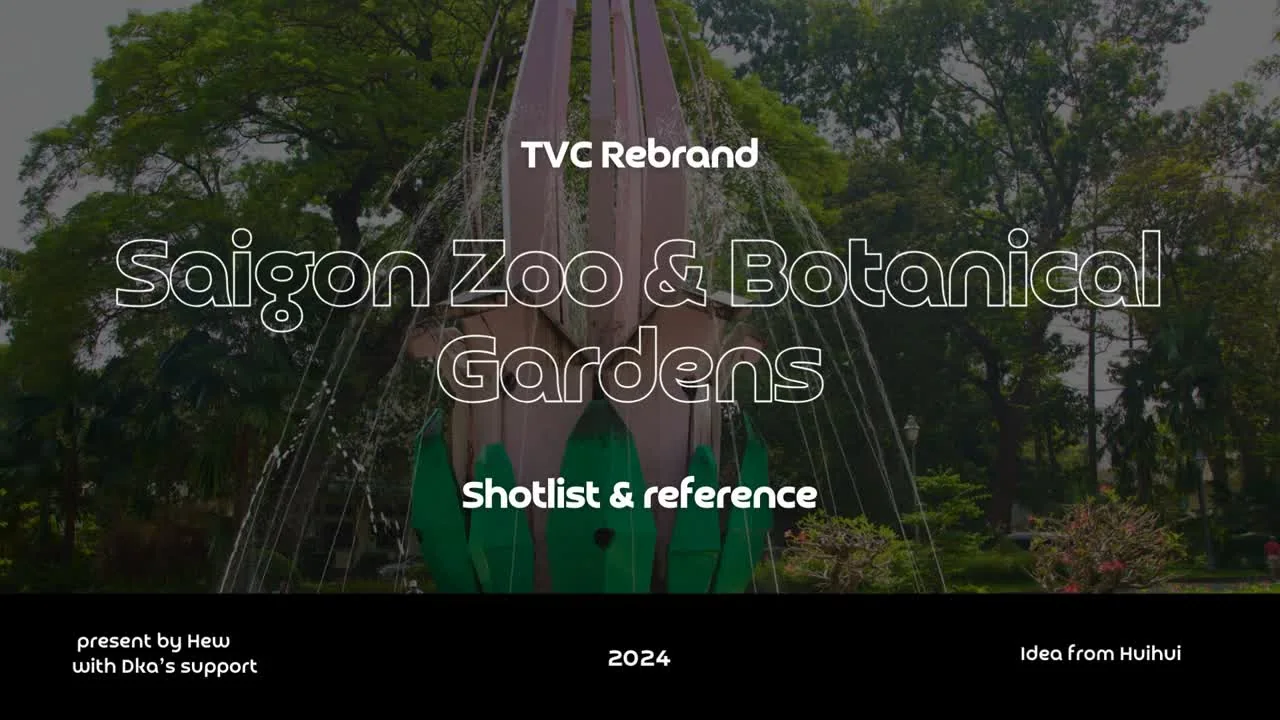 TVC Rebrand
Saigon Zoo & Botanical
Gardens
Shotlist & reference
present by Hew
with Dka's support
2024
Idea from Huihui